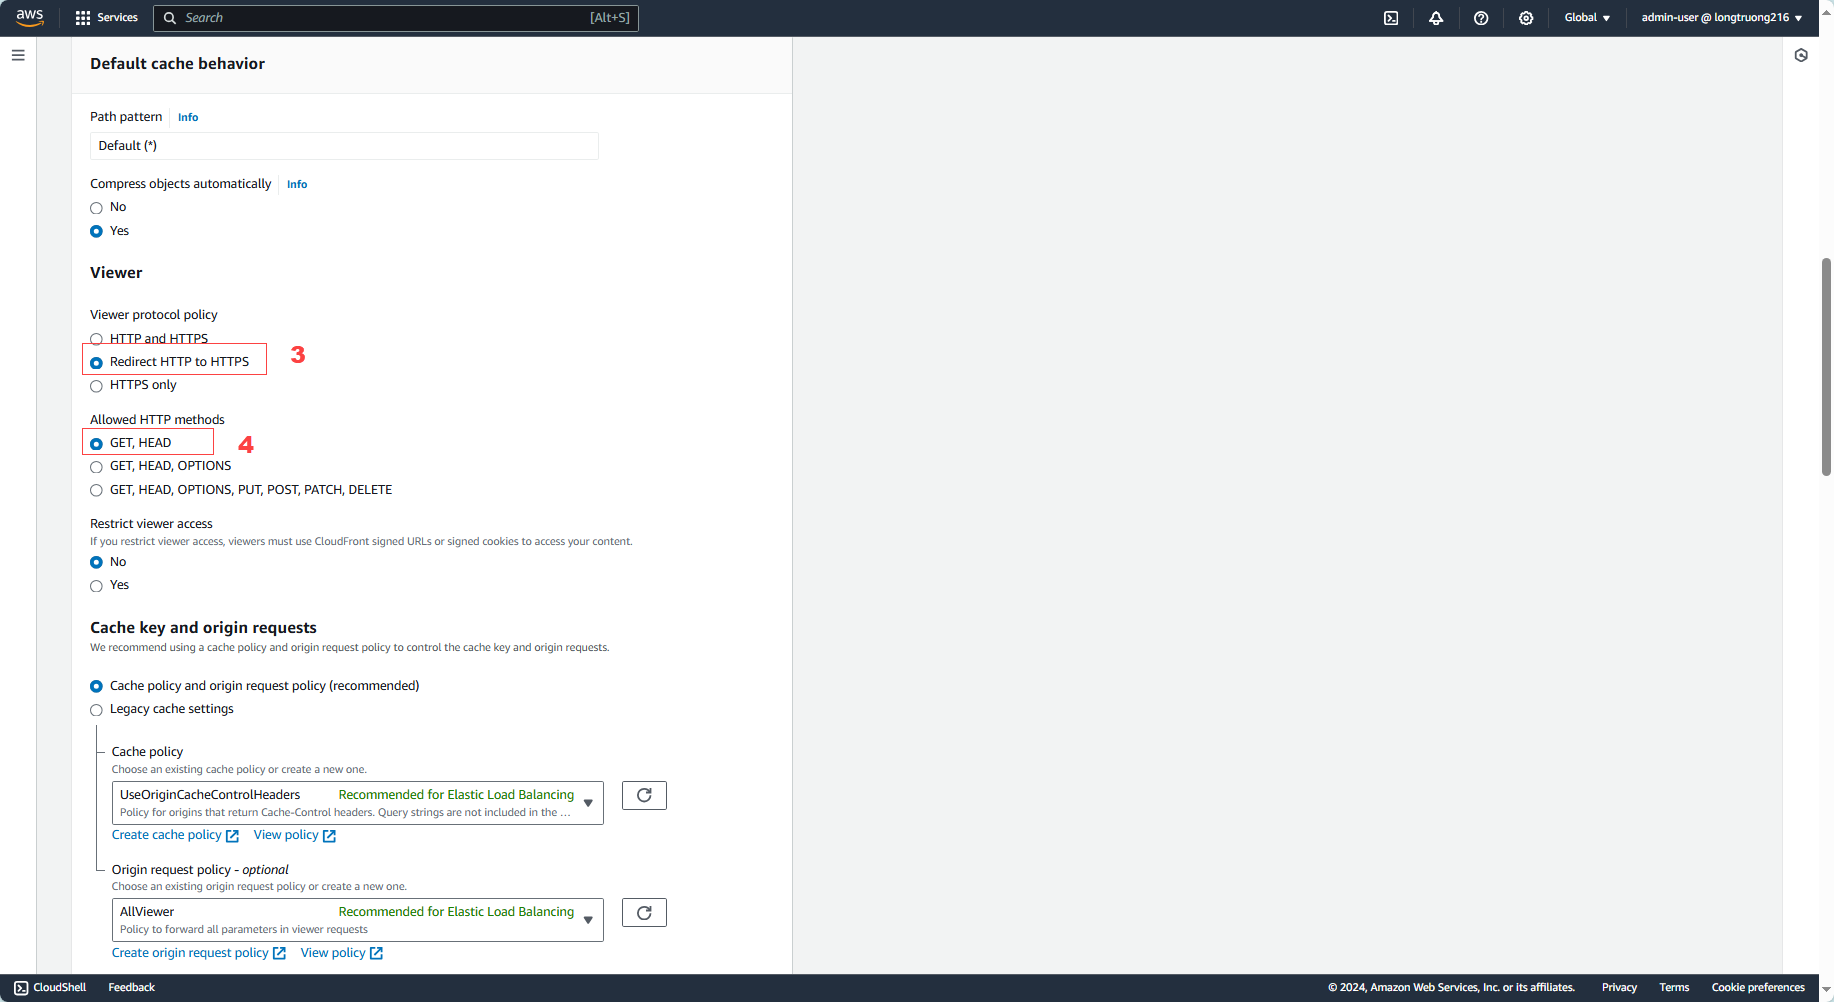 aws Services Search [Alt+S] Global admin-user @ longtruong216
Default cache behavior
Path pattern Info
Default (*)
Compress objects automatically Info
No
Yes
Viewer
Viewer protocol policy
HTTP and HTTPS
Redirect HTTP to HTTPS 3
HTTPS only
Allowed HTTP methods
GET, HEAD 4
GET, HEAD, OPTIONS
GET, HEAD, OPTIONS, PUT, POST, PATCH, DELETE
Restrict viewer access
If you restrict viewer access, viewers must use CloudFront signed URLs or signed cookies to access your content.
No
Yes
Cache key and origin requests
We recommend using a cache policy and origin request policy to control the cache key and origin requests.
Cache policy and origin request policy (recommended)
Legacy cache settings
Cache policy
Choose an existing cache policy or create a new one.
UseOriginCacheControlHeaders Recommended for Elastic Load Balancing
Policy for origins that return Cache-Control headers. Query strings are not included in the ...
Create cache policy View policy
Origin request policy - optional
Choose an existing origin request policy or create a new one.
AllViewer Recommended for Elastic Load Balancing
Policy to forward all parameters in viewer requests
Create origin request policy View policy
CloudShell Feedback © 2024, Amazon Web Services, Inc. or its affiliates. Privacy Terms Cookie preferences